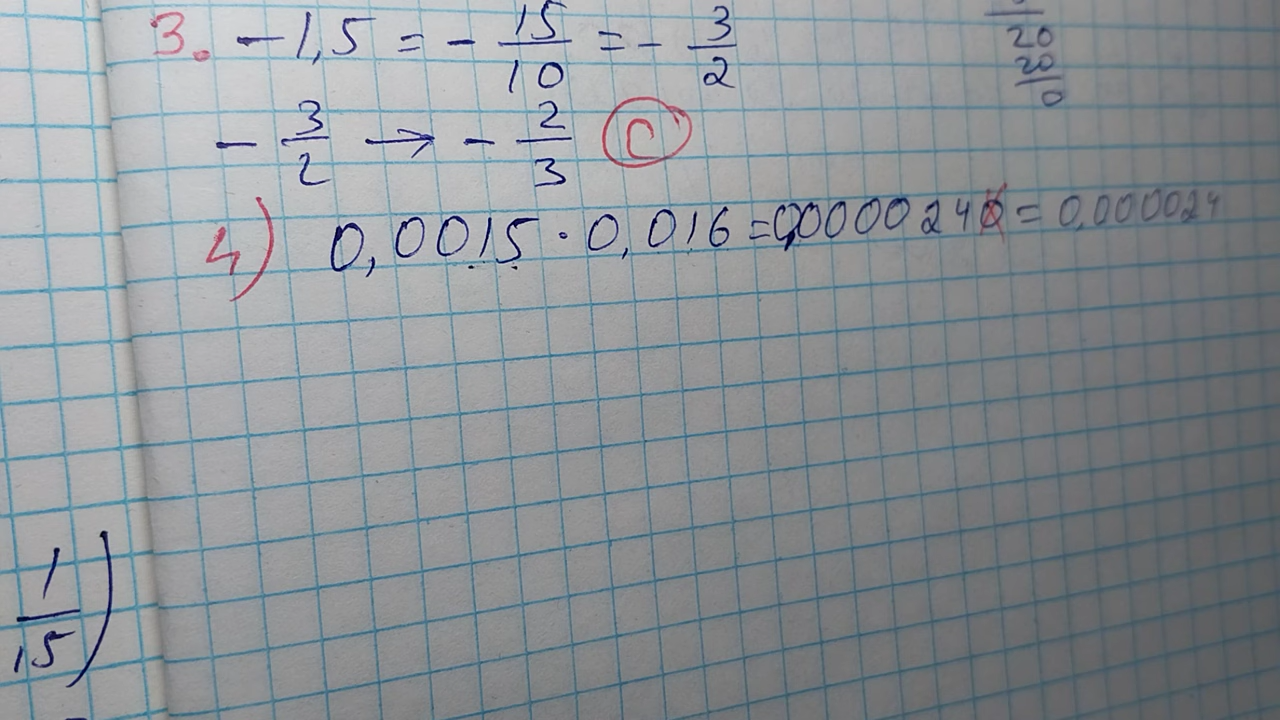 3. -1,5 = - 15/10 = - 3/2
- 3/2 → - 2/3 C
4) 0,0015 · 0,016 = 0,0000240 = 0,000024
20
20
0
1/15)